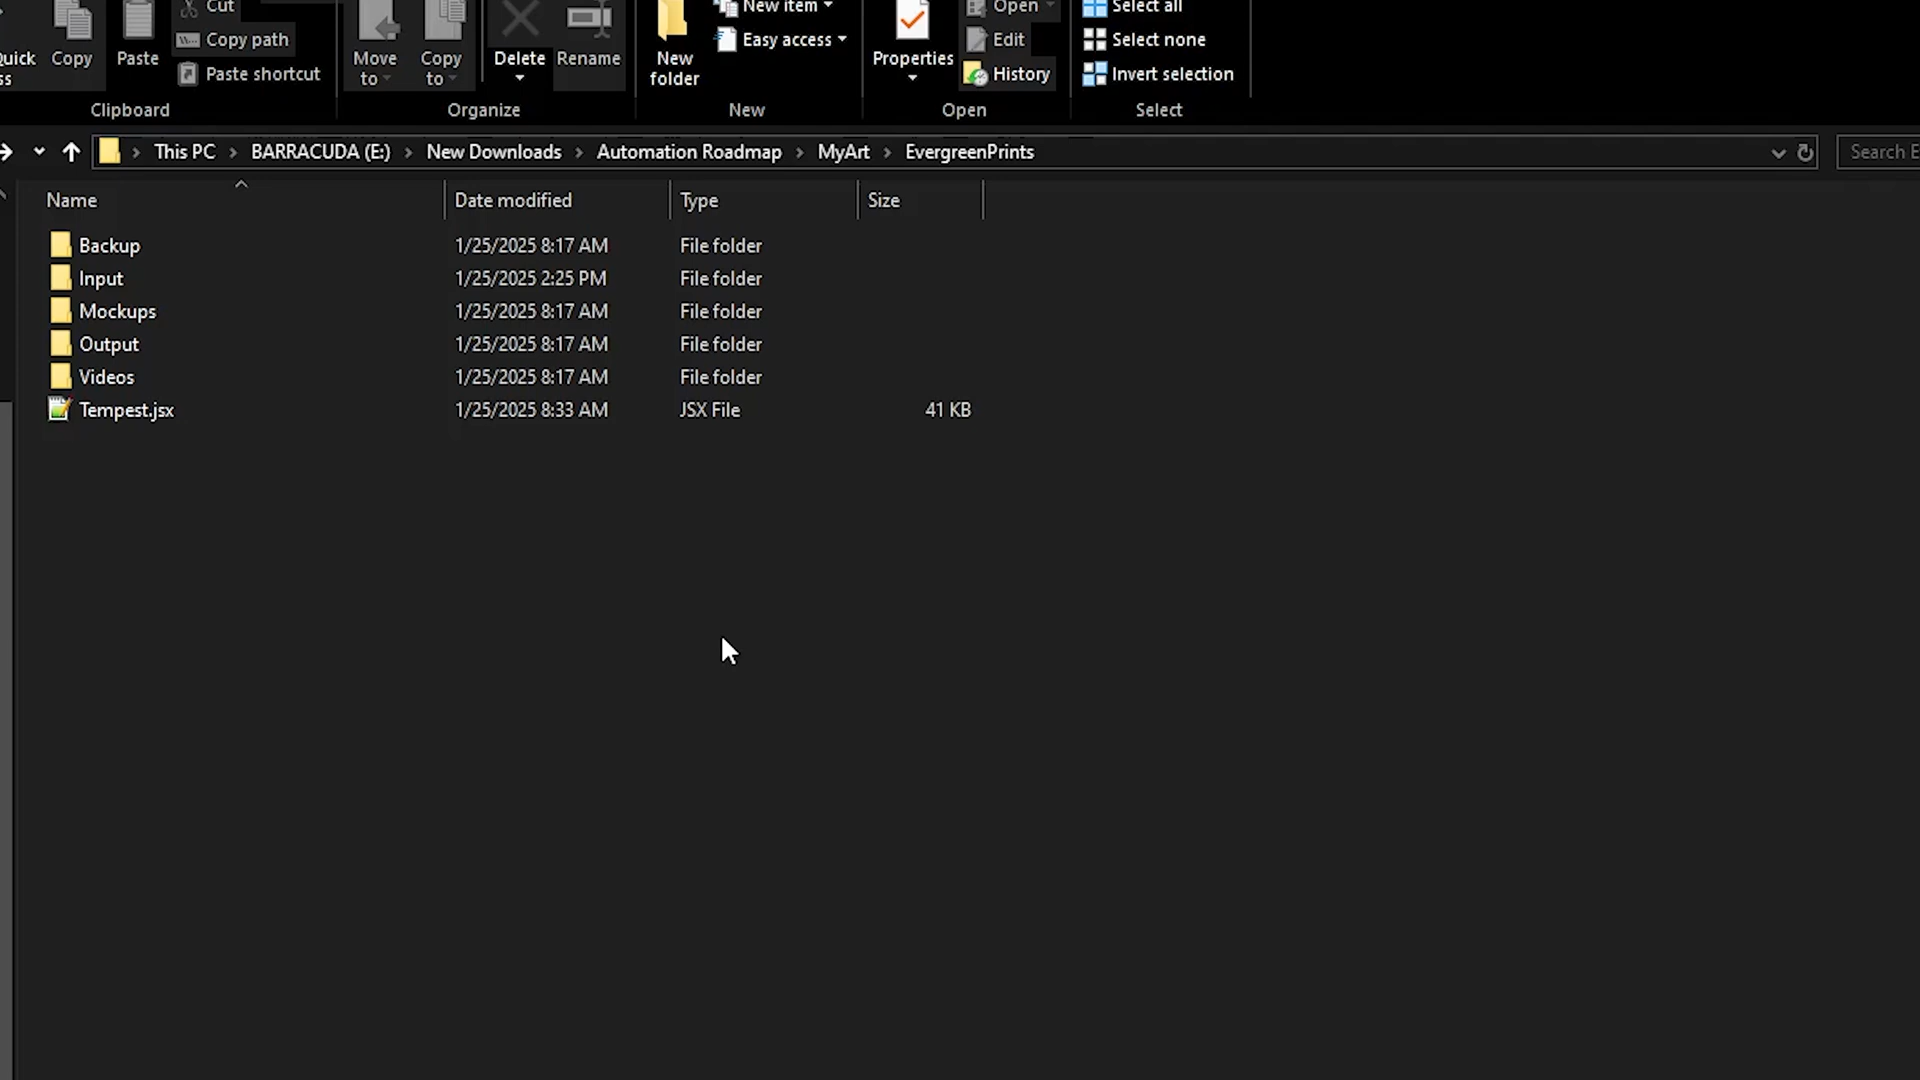 Cut
New item
Open
Select all
Quick
Copy
Paste
Copy path
Move
to
Copy
to
Delete
Rename
New
folder
Easy access
Properties
Edit
Select none
Paste shortcut
History
Invert selection
Clipboard
Organize
New
Open
Select
This PC > BARRACUDA (E:) > New Downloads > Automation Roadmap > MyArt > EvergreenPrints
Search E
Name Date modified Type Size
Backup 1/25/2025 8:17 AM File folder
Input 1/25/2025 2:25 PM File folder
Mockups 1/25/2025 8:17 AM File folder
Output 1/25/2025 8:17 AM File folder
Videos 1/25/2025 8:17 AM File folder
Tempest.jsx 1/25/2025 8:33 AM JSX File 41 KB